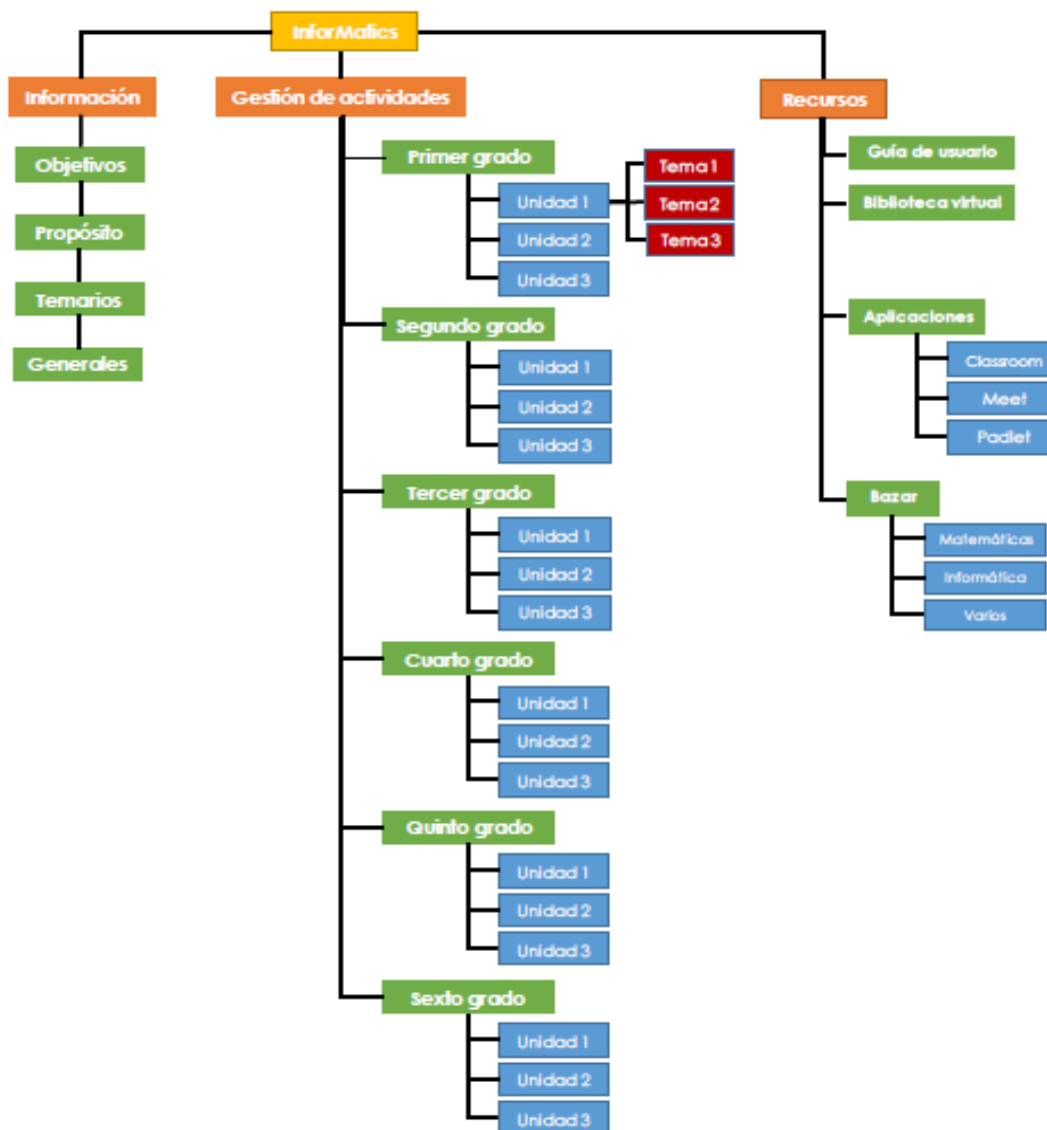 InforMatics
Información
Objetivos
Propósito
Temarios
Generales
Gestión de actividades
Primer grado
Unidad 1
Tema 1
Tema 2
Tema 3
Unidad 2
Unidad 3
Segundo grado
Unidad 1
Unidad 2
Unidad 3
Tercer grado
Unidad 1
Unidad 2
Unidad 3
Cuarto grado
Unidad 1
Unidad 2
Unidad 3
Quinto grado
Unidad 1
Unidad 2
Unidad 3
Sexto grado
Unidad 1
Unidad 2
Unidad 3
Recursos
Guía de usuario
Biblioteca virtual
Aplicaciones
Classroom
Meet
Padlet
Bazar
Matemáticas
Informática
Varios